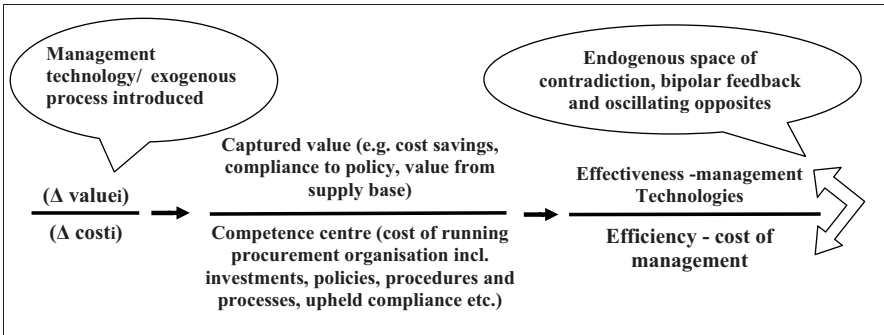 Management
technology/ exogenous
process introduced
Endogenous space of
contradiction, bipolar feedback
and oscillating opposites
(Δ valuei)
(Δ costi)
Captured value (e.g. cost savings,
compliance to policy, value from
supply base)
Competence centre (cost of running
procurement organisation incl.
investments, policies, procedures and
processes, upheld compliance etc.)
Effectiveness -management
Technologies
Efficiency - cost of
management